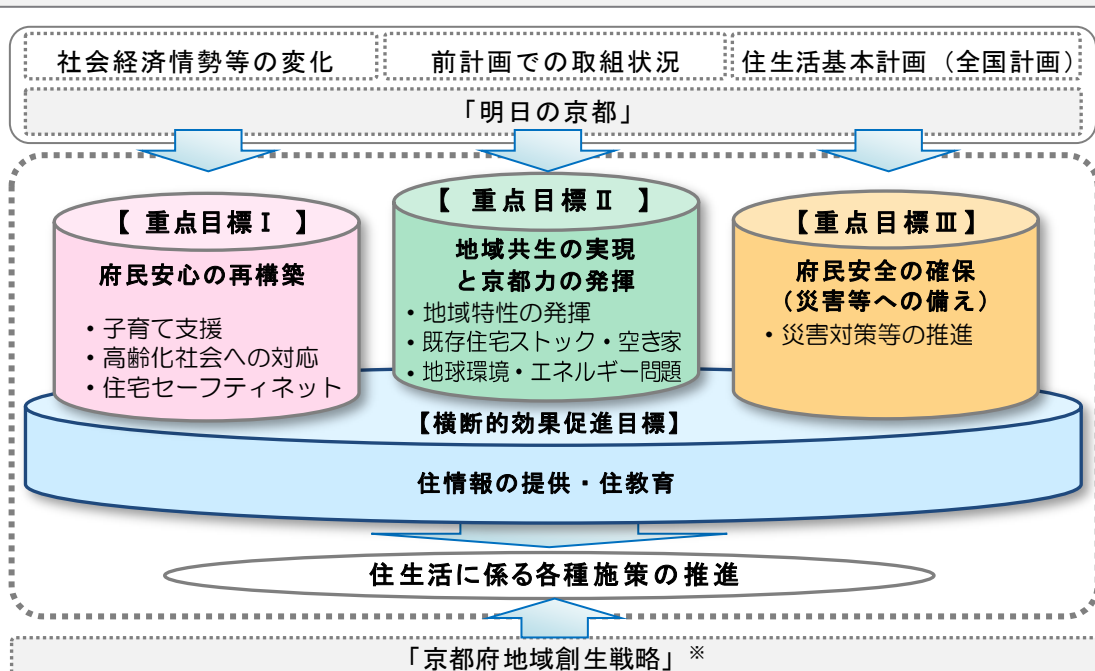 社会経済情勢等の変化
前計画での取組状況
住生活基本計画（全国計画）
「明日の京都」
【 重点目標Ⅰ 】
府民安心の再構築
・子育て支援
・高齢化社会への対応
・住宅セーフティネット
【 重点目標Ⅱ 】
地域共生の実現
と京都力の発揮
・地域特性の発揮
・既存住宅ストック・空き家
・地球環境・エネルギー問題
【重点目標Ⅲ】
府民安全の確保
（災害等への備え）
・災害対策等の推進
【横断的効果促進目標】
住情報の提供・住教育
住生活に係る各種施策の推進
「京都府地域創生戦略」※